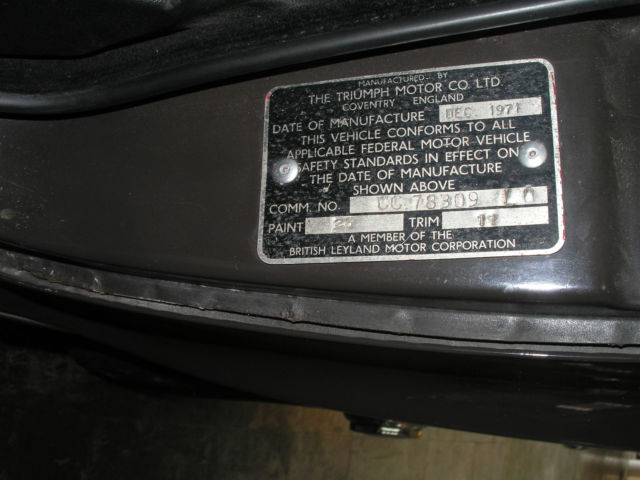 MANUFACTURED BY
THE TRIUMPH MOTOR CO. LTD.
COVENTRY ENGLAND
DATE OF MANUFACTURE DEC. 1971
THIS VEHICLE CONFORMS TO ALL
APPLICABLE FEDERAL MOTOR VEHICLE
SAFETY STANDARDS IN EFFECT ON
THE DATE OF MANUFACTURE
SHOWN ABOVE
COMM. NO. CC. 78309
PAINT TRIM 11
A MEMBER OF THE
BRITISH LEYLAND MOTOR CORPORATION